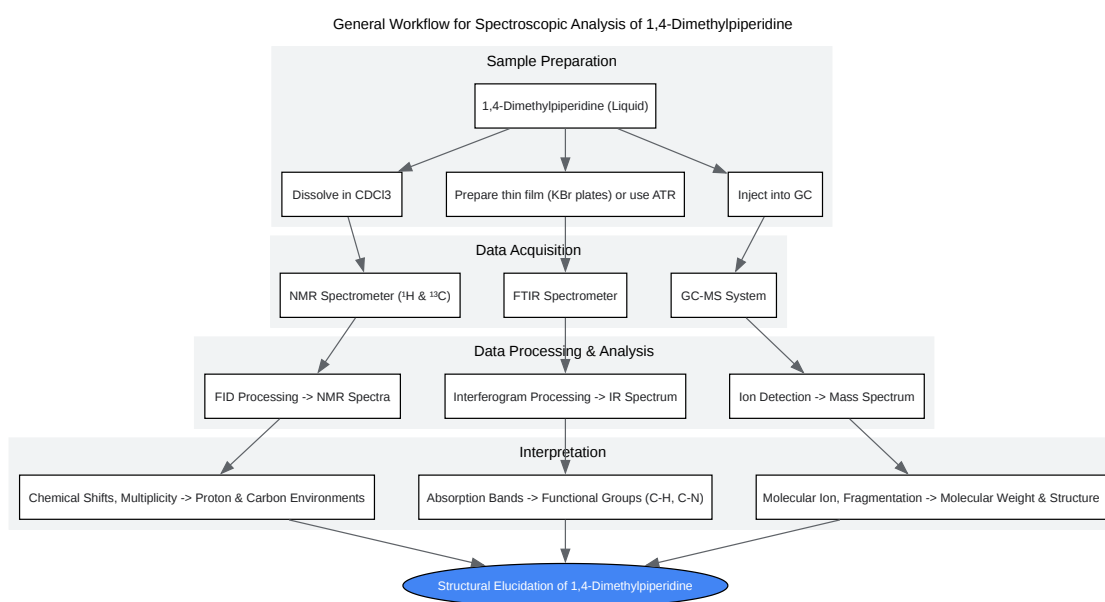 General Workflow for Spectroscopic Analysis of 1,4-Dimethylpiperidine
Sample Preparation
1,4-Dimethylpiperidine (Liquid)
Dissolve in CDCl3
Prepare thin film (KBr plates) or use ATR
Inject into GC
Data Acquisition
NMR Spectrometer (¹H & ¹³C)
FTIR Spectrometer
GC-MS System
Data Processing & Analysis
FID Processing -> NMR Spectra
Interferogram Processing -> IR Spectrum
Ion Detection -> Mass Spectrum
Interpretation
Chemical Shifts, Multiplicity -> Proton & Carbon Environments
Absorption Bands -> Functional Groups (C-H, C-N)
Molecular Ion, Fragmentation -> Molecular Weight & Structure
Structural Elucidation of 1,4-Dimethylpiperidine